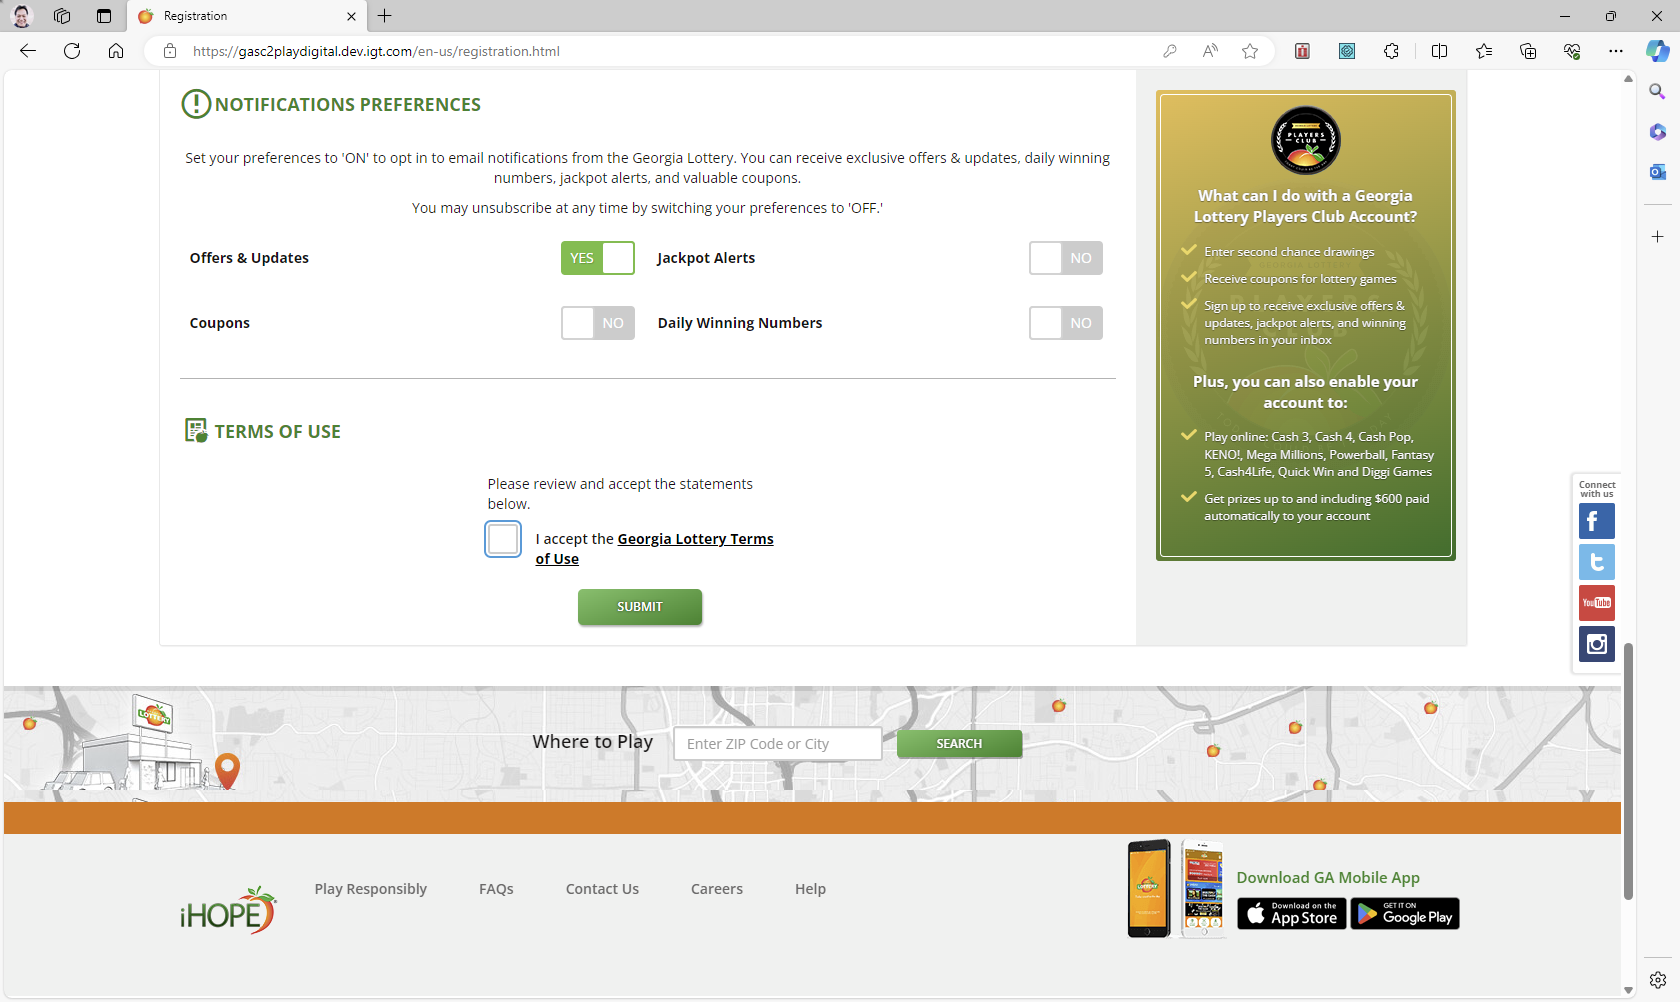 Registration
https://gasc2playdigital.dev.igt.com/en-us/registration.html
NOTIFICATIONS PREFERENCES
Set your preferences to 'ON' to opt in to email notifications from the Georgia Lottery. You can receive exclusive offers & updates, daily winning
numbers, jackpot alerts, and valuable coupons.
You may unsubscribe at any time by switching your preferences to 'OFF.'
Offers & Updates
YES
Jackpot Alerts
NO
Coupons
NO
Daily Winning Numbers
NO
TERMS OF USE
Please review and accept the statements
below.
I accept the Georgia Lottery Terms
of Use
SUBMIT
PLAYERS
CLUB
What can I do with a Georgia
Lottery Players Club Account?
Enter second chance drawings
Receive coupons for lottery games
Sign up to receive exclusive offers &
updates, jackpot alerts, and winning
numbers in your inbox
Plus, you can also enable your
account to:
Play online: Cash 3, Cash 4, Cash Pop,
KENO!, Mega Millions, Powerball, Fantasy
5, Cash4Life, Quick Win and Diggi Games
Get prizes up to and including $600 paid
automatically to your account
Connect
with us
You Tube
LOTTERY
Where to Play
Enter ZIP Code or City
SEARCH
iHOPE
Play Responsibly
FAQs
Contact Us
Careers
Help
Download GA Mobile App
Download on the
App Store
GET IT ON
Google Play